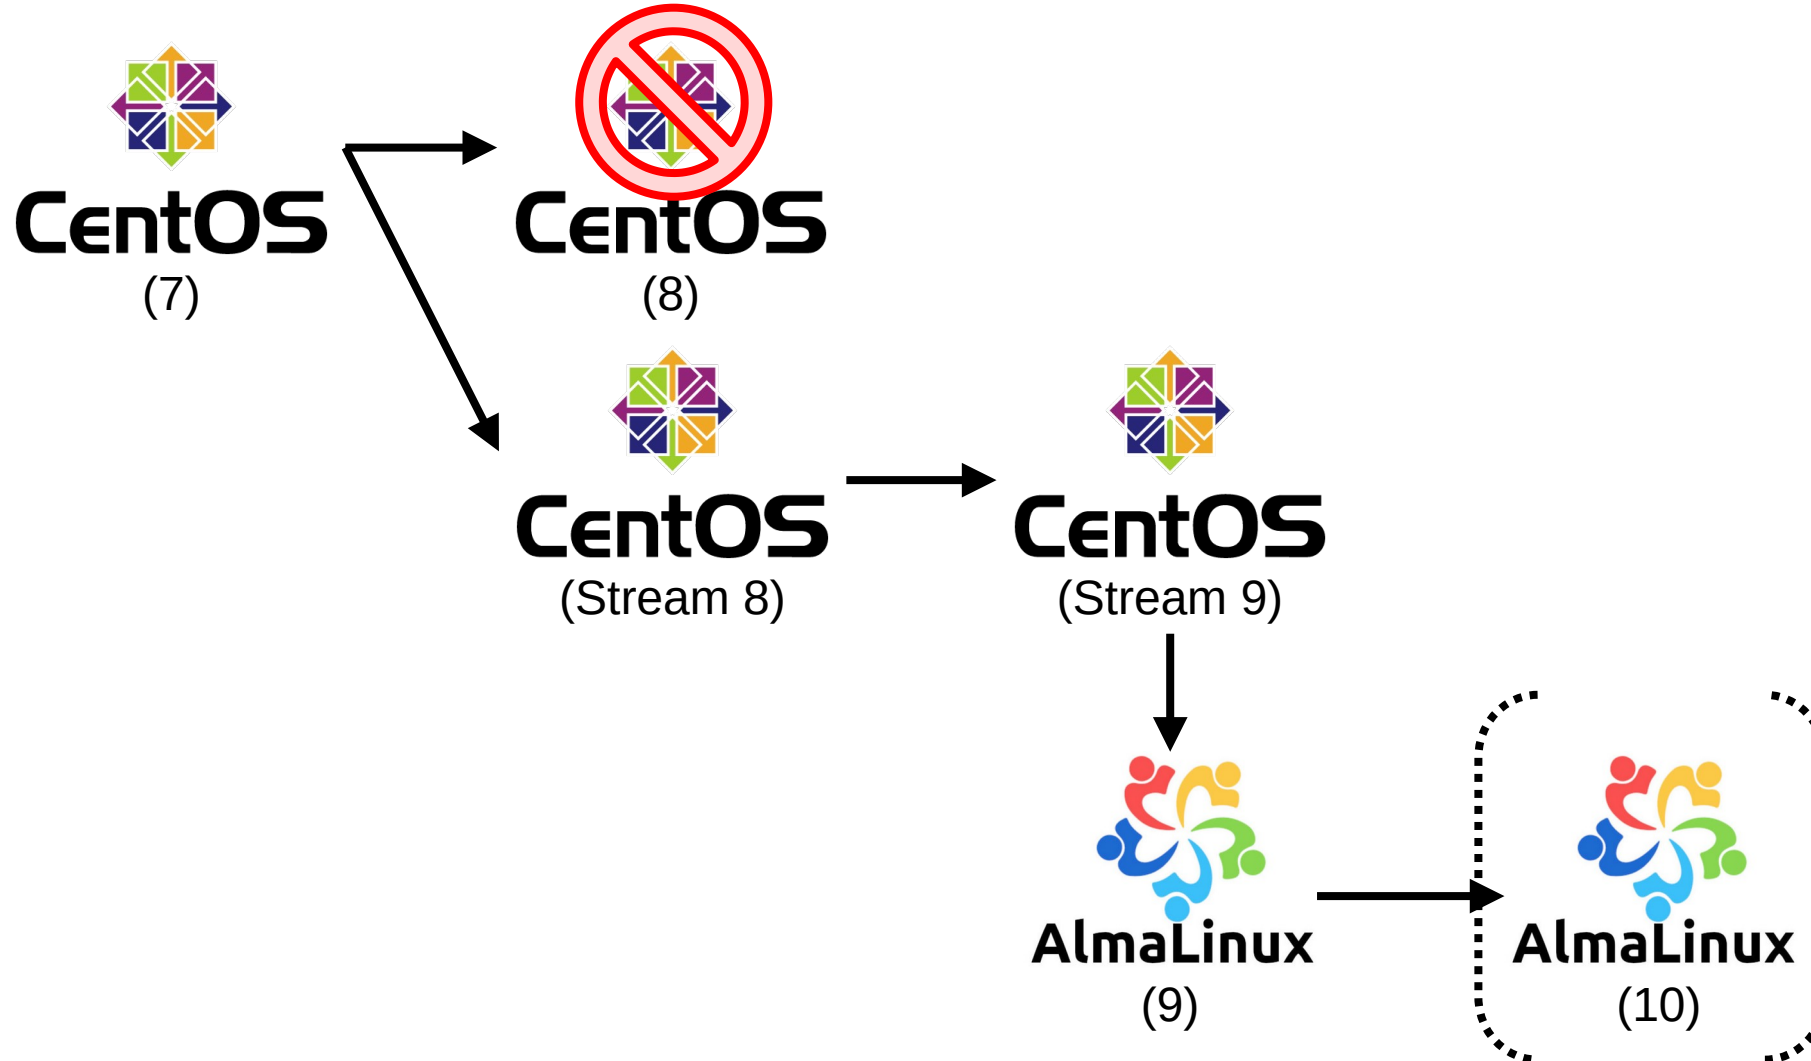 CentOS
(7)
CentOS
(8)
CentOS
(Stream 8)
CentOS
(Stream 9)
AlmaLinux
(9)
AlmaLinux
(10)